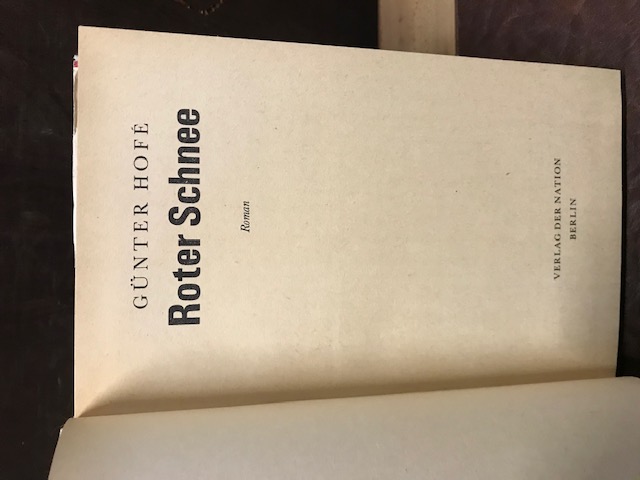 GÜNTER HOFÉ
Roter Schnee
Roman
VERLAG DER NATION
BERLIN